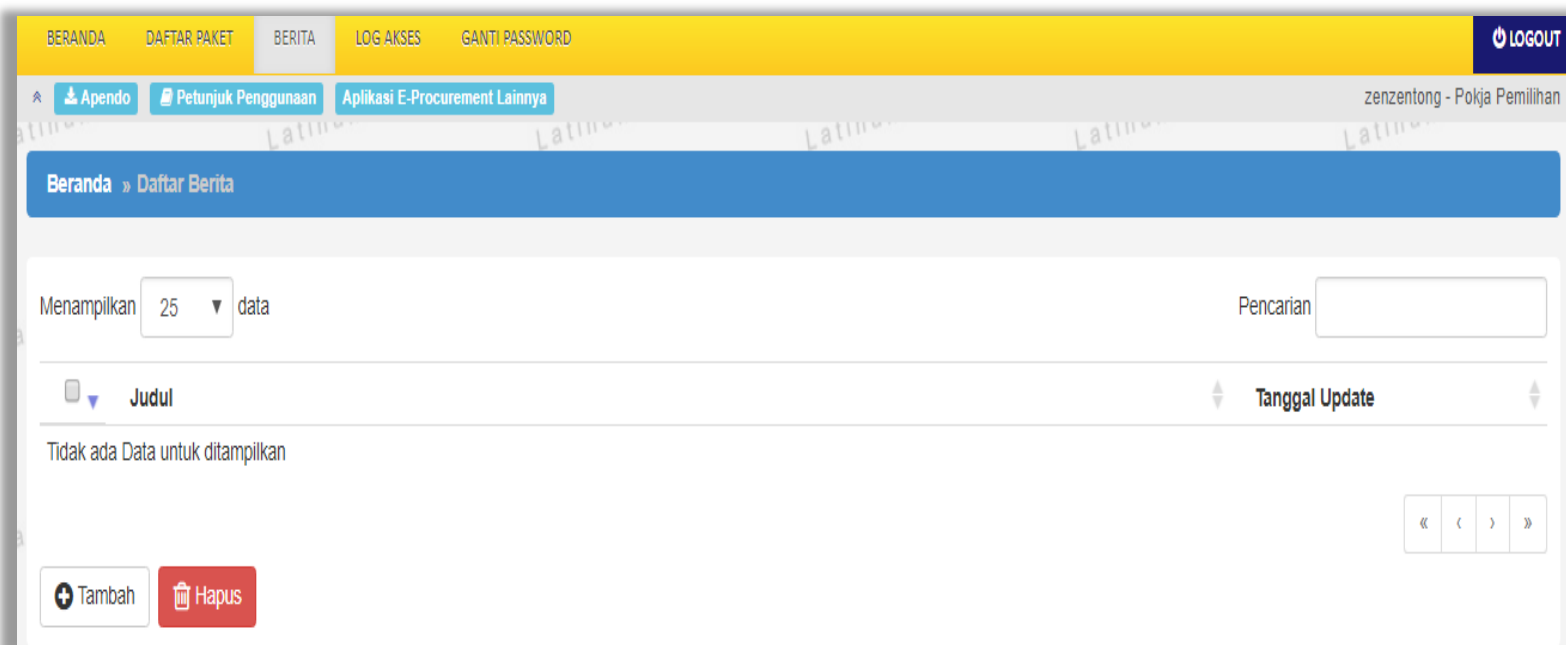 BERANDA DAFTAR PAKET BERITA LOG AKSES GANTI PASSWORD LOGOUT
Apendo Petunjuk Penggunaan Aplikasi E-Procurement Lainnya zenzentong - Pokja Pemilihan
Beranda » Daftar Berita
Menampilkan 25 data Pencarian
Judul Tanggal Update
Tidak ada Data untuk ditampilkan
« ‹ › »
Tambah Hapus